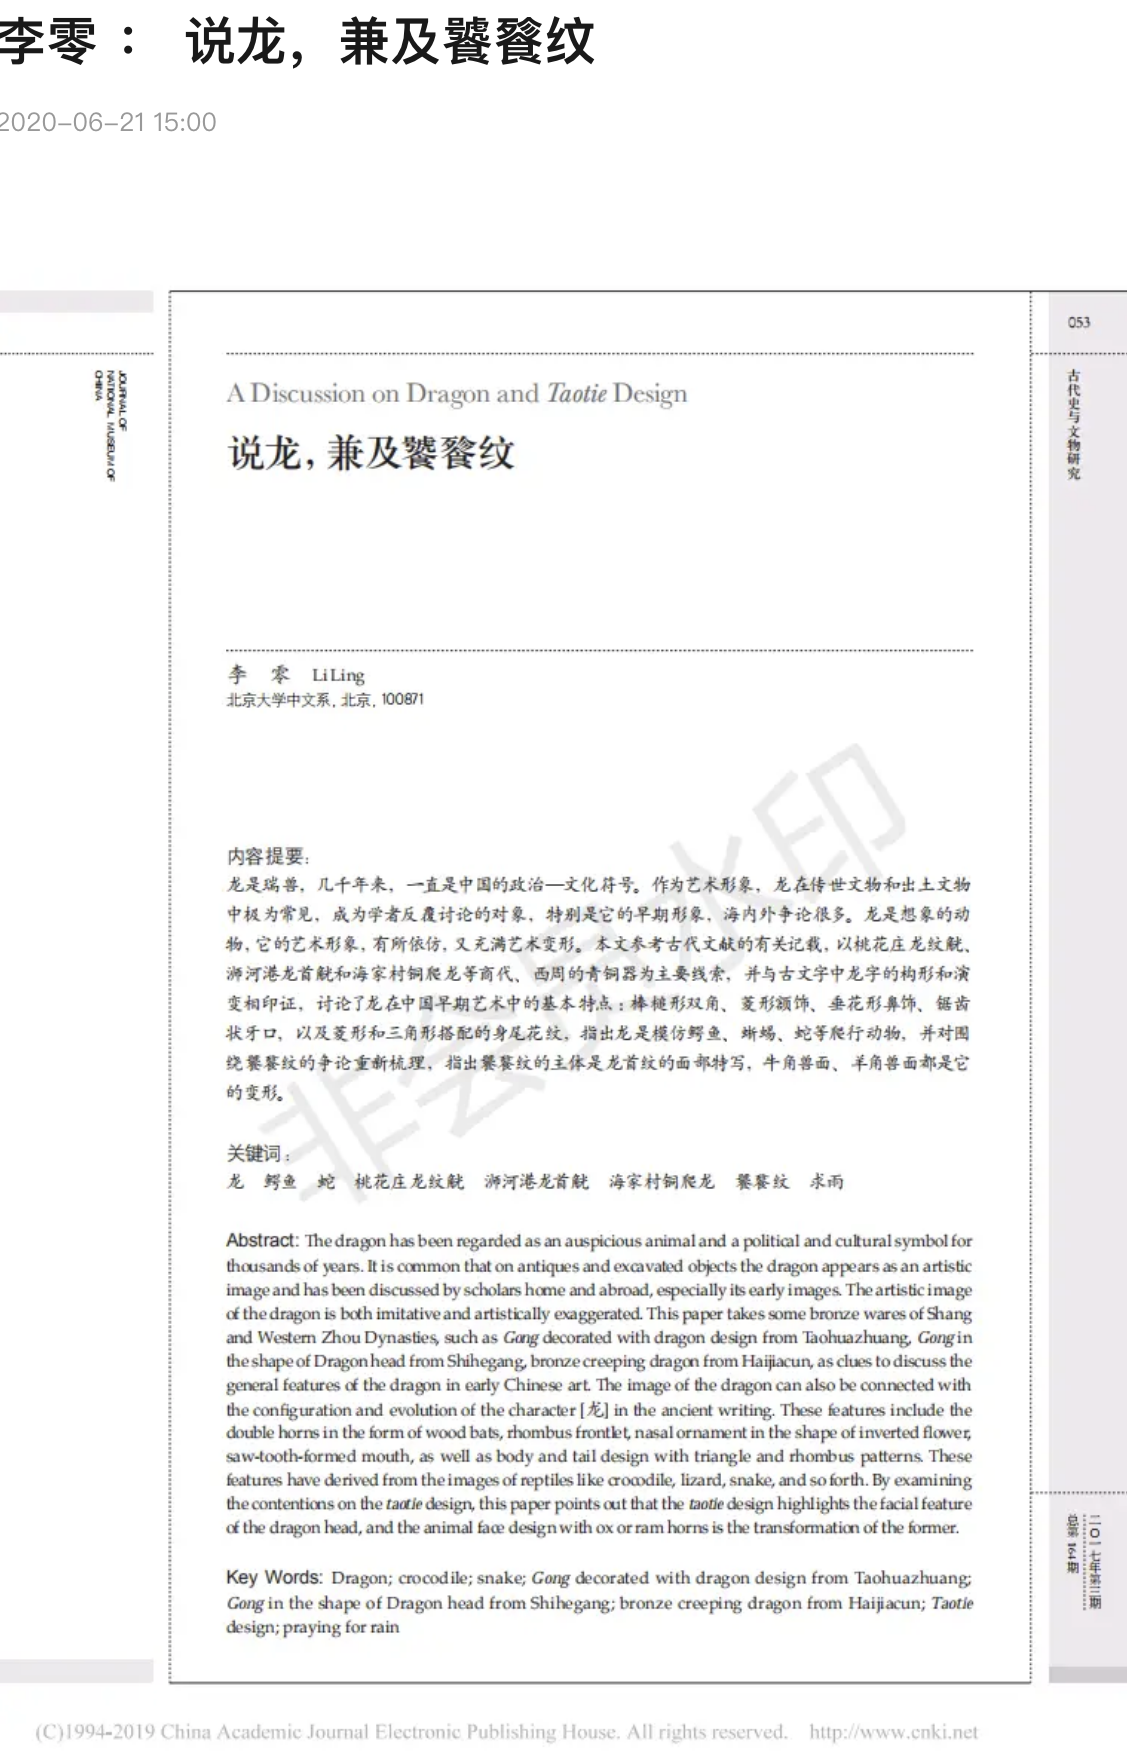 李零： 说龙，兼及饕餮纹
2020-06-21 15:00
JOURNAL OF
NATIONAL MUSEUM OF
CHINA
053
古代史与文物研究
A Discussion on Dragon and Taotie Design
说龙，兼及饕餮纹
李 零 Li Ling
北京大学中文系，北京，100871
内容提要：
龙是瑞兽，几千年来，一直是中国的政治—文化符号。作为艺术形象，龙在传世文物和出土文物
中极为常见，成为学者反覆讨论的对象，特别是它的早期形象，海内外争论很多。龙是想象的动
物，它的艺术形象，有所依仿，又充满艺术变形。本文参考古代文献的有关记载，以桃花庄龙纹觥、
浉河港龙首觥和海家村铜爬龙等商代、西周的青铜器为主要线索，并与古文字中龙字的构形和演
变相印证，讨论了龙在中国早期艺术中的基本特点：棒槌形双角、菱形额饰、垂花形鼻饰、锯齿
状牙口，以及菱形和三角形搭配的身尾花纹，指出龙是模仿鳄鱼、蜥蜴、蛇等爬行动物，并对围
绕饕餮纹的争论重新梳理，指出饕餮纹的主体是龙首纹的面部特写，牛角兽面、羊角兽面都是它
的变形。
关键词：
龙 鳄鱼 蛇 桃花庄龙纹觥 浉河港龙首觥 海家村铜爬龙 饕餮纹 求雨
Abstract: The dragon has been regarded as an auspicious animal and a political and cultural symbol for
thousands of years. It is common that on antiques and excavated objects the dragon appears as an artistic
image and has been discussed by scholars home and abroad, especially its early images. The artistic image
of the dragon is both imitative and artistically exaggerated. This paper takes some bronze wares of Shang
and Western Zhou Dynasties, such as Gong decorated with dragon design from Taohuazhuang, Gong in
the shape of Dragon head from Shihegang, bronze creeping dragon from Haijiacun, as clues to discuss the
general features of the dragon in early Chinese art. The image of the dragon can also be connected with
the configuration and evolution of the character [龙] in the ancient writing. These features include the
double horns in the form of wood bats, rhombus frontlet, nasal ornament in the shape of inverted flower,
saw-tooth-formed mouth, as well as body and tail design with triangle and rhombus patterns. These
features have derived from the images of reptiles like crocodile, lizard, snake, and so forth. By examining
the contentions on the taotie design, this paper points out that the taotie design highlights the facial feature
of the dragon head, and the animal face design with ox or ram horns is the transformation of the former.
Key Words: Dragon; crocodile; snake; Gong decorated with dragon design from Taohuazhuang;
Gong in the shape of Dragon head from Shihegang; bronze creeping dragon from Haijiacun; Taotie
design; praying for rain
二〇一七年第三期
总第 164 期
非会员水印
(C)1994-2019 China Academic Journal Electronic Publishing House. All rights reserved. http://www.cnki.net